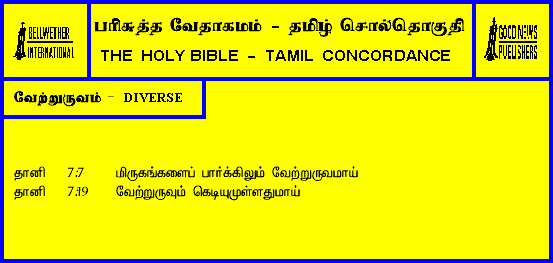 BELLWETHER
INTERNATIONAL
பரிசுத்த வேதாகமம் - தமிழ் சொல்தொகுதி
THE HOLY BIBLE - TAMIL CONCORDANCE
GOOD NEWS
PUBLISHERS
வேற்றுருவம் - DIVERSE
தானி 7:7 மிருகங்களைப் பார்க்கிலும் வேற்றுருவமாய்
தானி 7:19 வேற்றுருவும் கெடியுமுள்ளதுமாய்